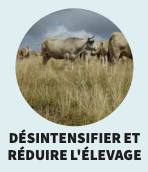 DÉSINTENSIFIER ET
RÉDUIRE L'ÉLEVAGE